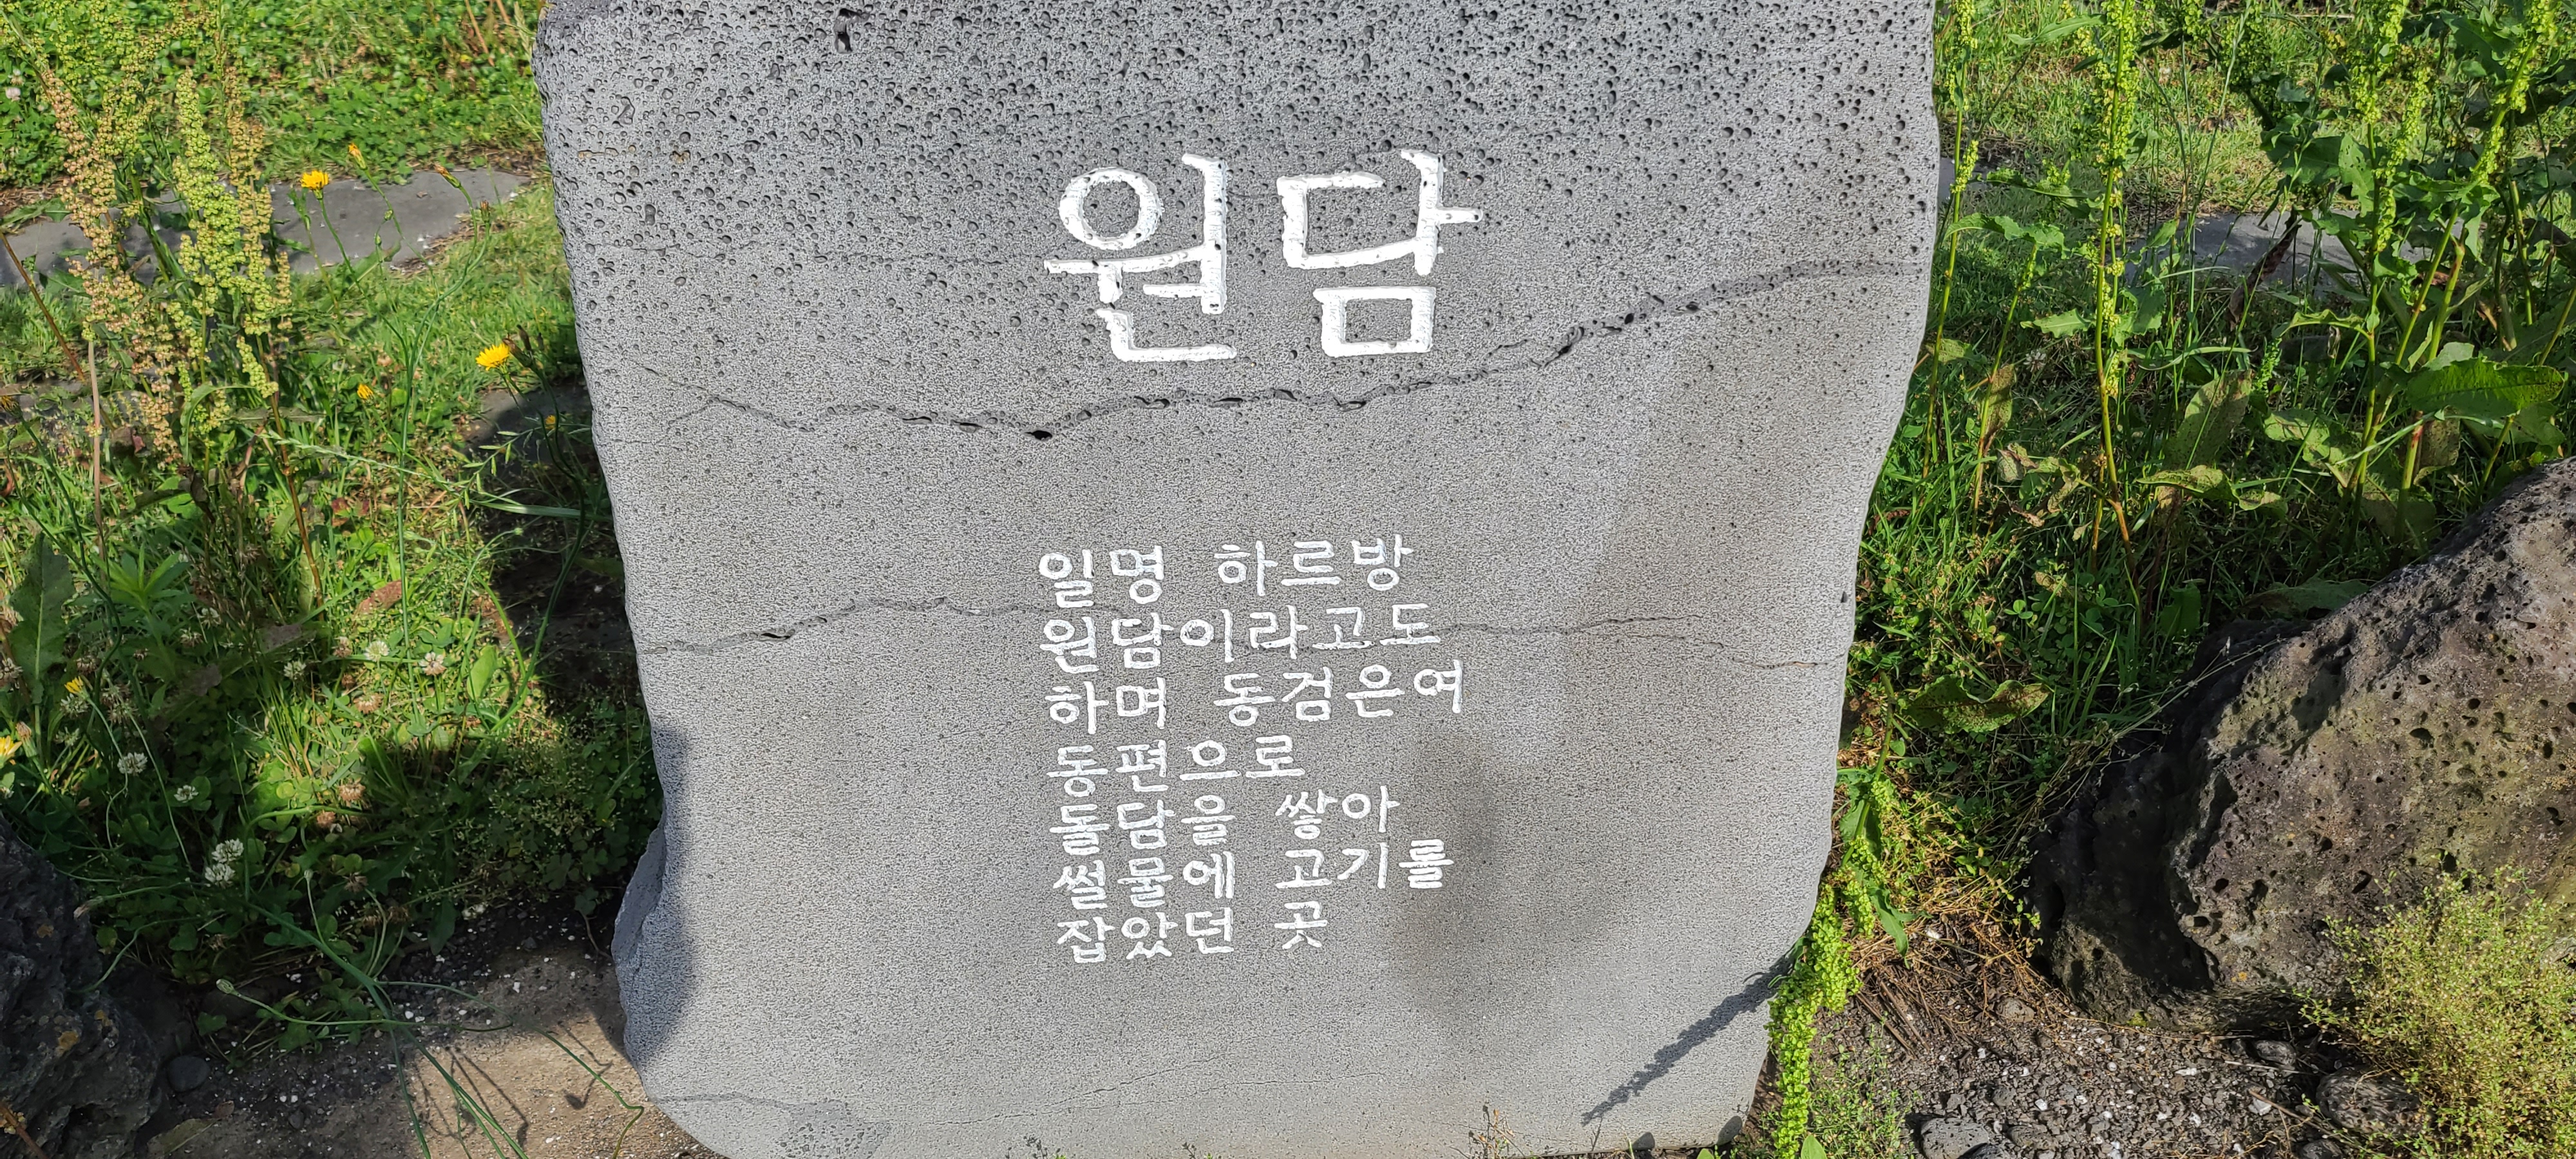 원담
일명 하르방
원담이라고도
하며 동검은여
동편으로
돌담을 쌓아
썰물에 고기를
잡았던 곳